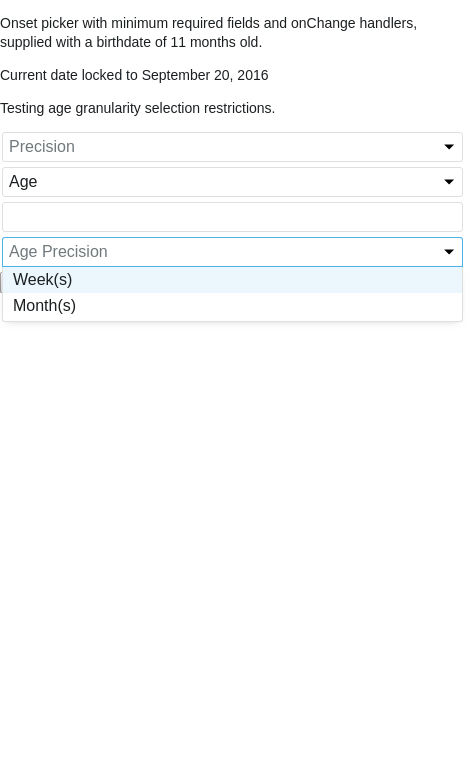 Onset picker with minimum required fields and onChange handlers,
supplied with a birthdate of 11 months old.
Current date locked to September 20, 2016
Testing age granularity selection restrictions.
Precision
Age
Age Precision
Week(s)
Month(s)